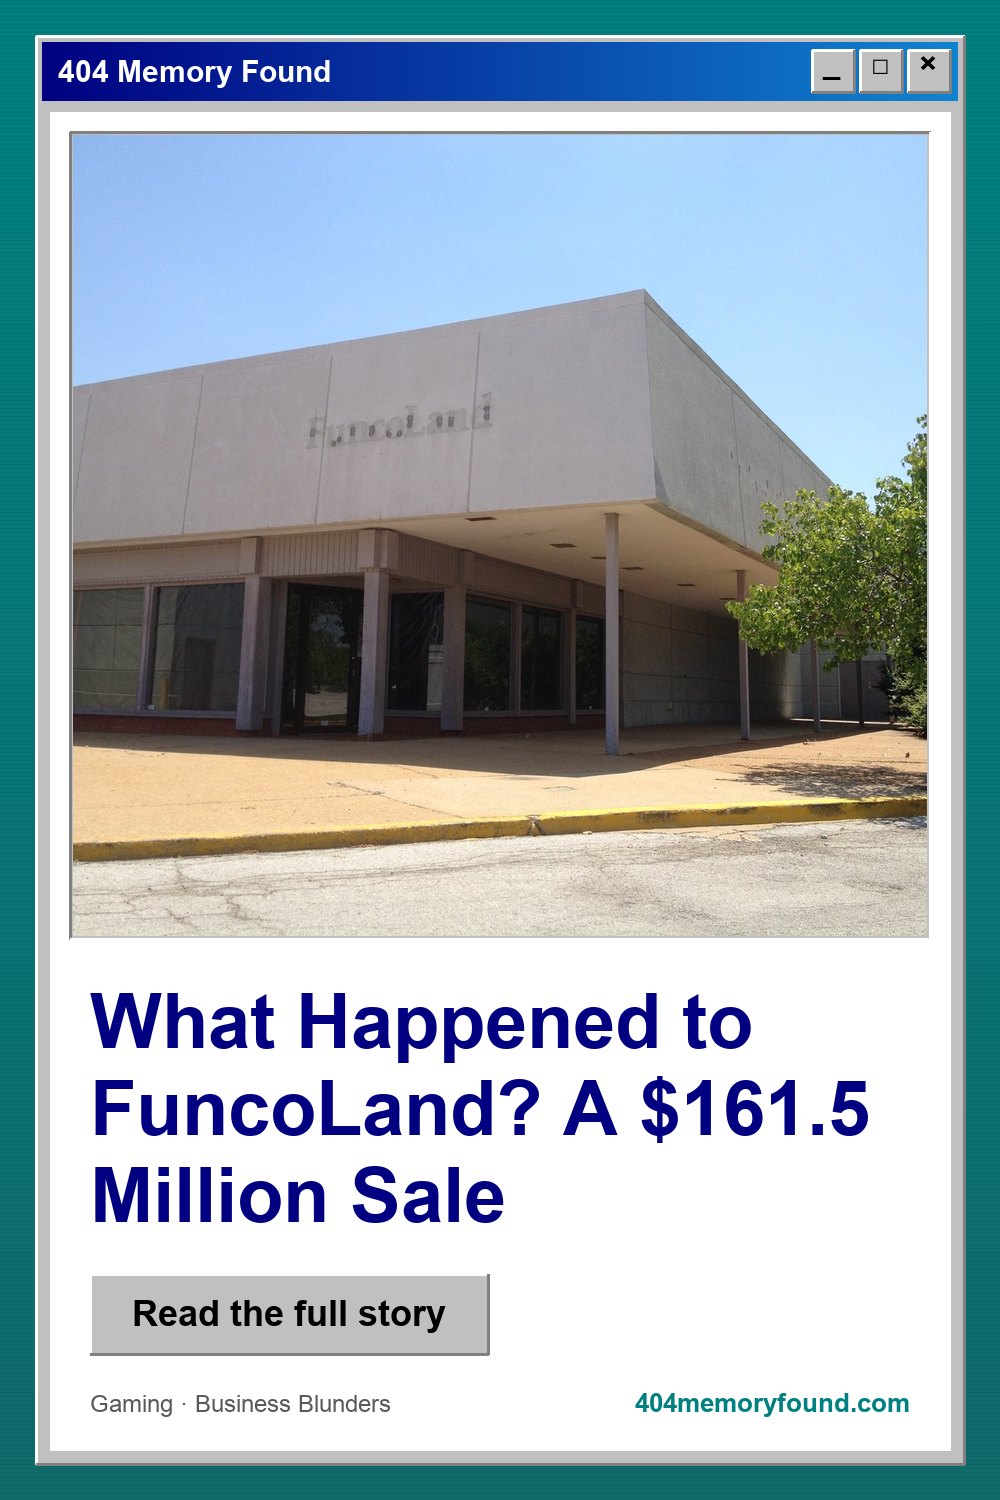 404 Memory Found
FuncoLand
What Happened to
FuncoLand? A $161.5
Million Sale
Read the full story
Gaming · Business Blunders
404memoryfound.com